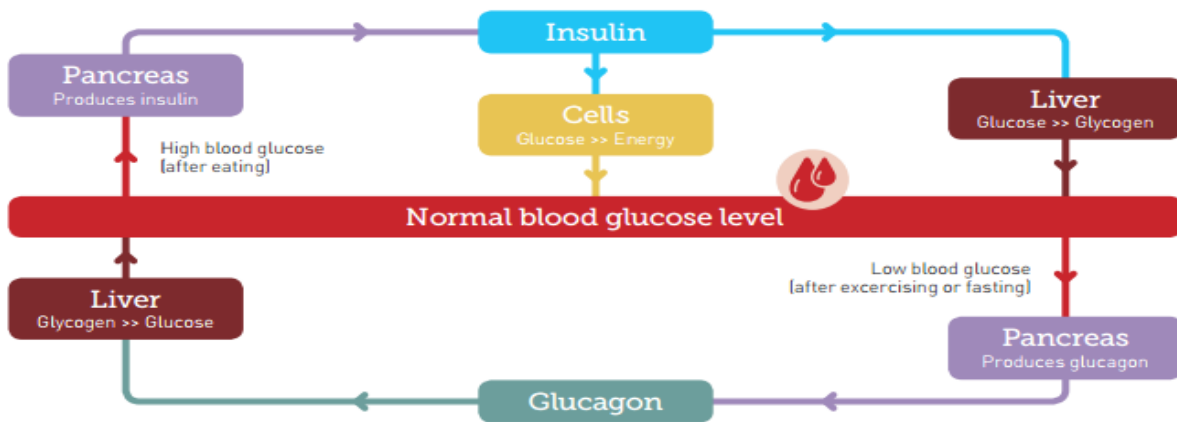 Insulin
Pancreas
Produces insulin
Cells
Glucose >> Energy
Liver
Glucose >> Glycogen
High blood glucose
(after eating)
Normal blood glucose level
Low blood glucose
(after excercising or fasting)
Liver
Glycogen >> Glucose
Pancreas
Produces glucagon
Glucagon